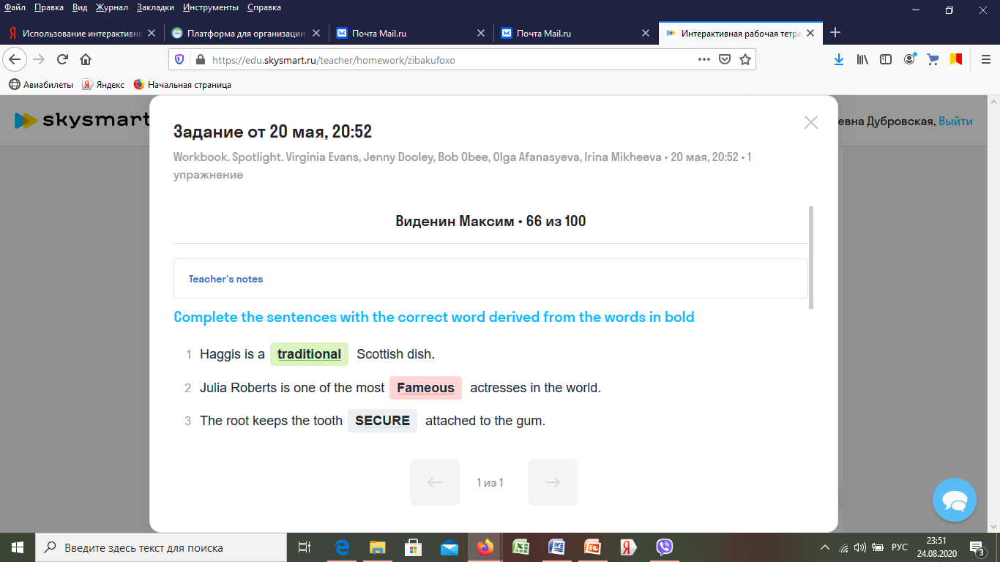 Файл Правка Вид Журнал Закладки Инструменты Справка
Использование интерактивно
Платформа для организации
Почта Mail.ru
Почта Mail.ru
Интерактивная рабочая тетра
https://edu.skysmart.ru/teacher/homework/zibakufoxo
Авиабилеты Яндекс Начальная страница
skysmart
евна Дубровская, Выйти
Задание от 20 мая, 20:52
Workbook. Spotlight. Virginia Evans, Jenny Dooley, Bob Obee, Olga Afanasyeva, Irina Mikheeva • 20 мая, 20:52 • 1
упражнение
Виденин Максим • 66 из 100
Teacher's notes
Complete the sentences with the correct word derived from the words in bold
1 Haggis is a traditional Scottish dish.
2 Julia Roberts is one of the most Fameous actresses in the world.
3 The root keeps the tooth SECURE attached to the gum.
1 из 1
Введите здесь текст для поиска
РУС
23:51
24.08.2020
3